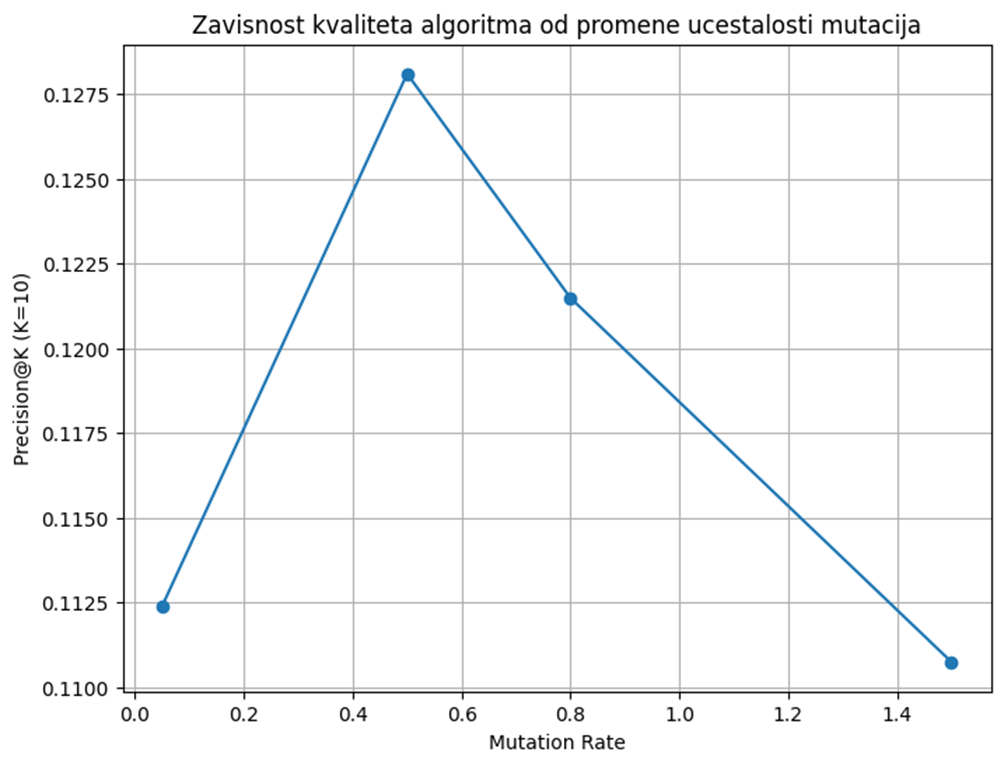 Zavisnost kvaliteta algoritma od promene ucestalosti mutacija
0.1275
0.1250
0.1225
0.1200
0.1175
0.1150
0.1125
0.1100
Precision@K (K=10)
0.0 0.2 0.4 0.6 0.8 1.0 1.2 1.4
Mutation Rate